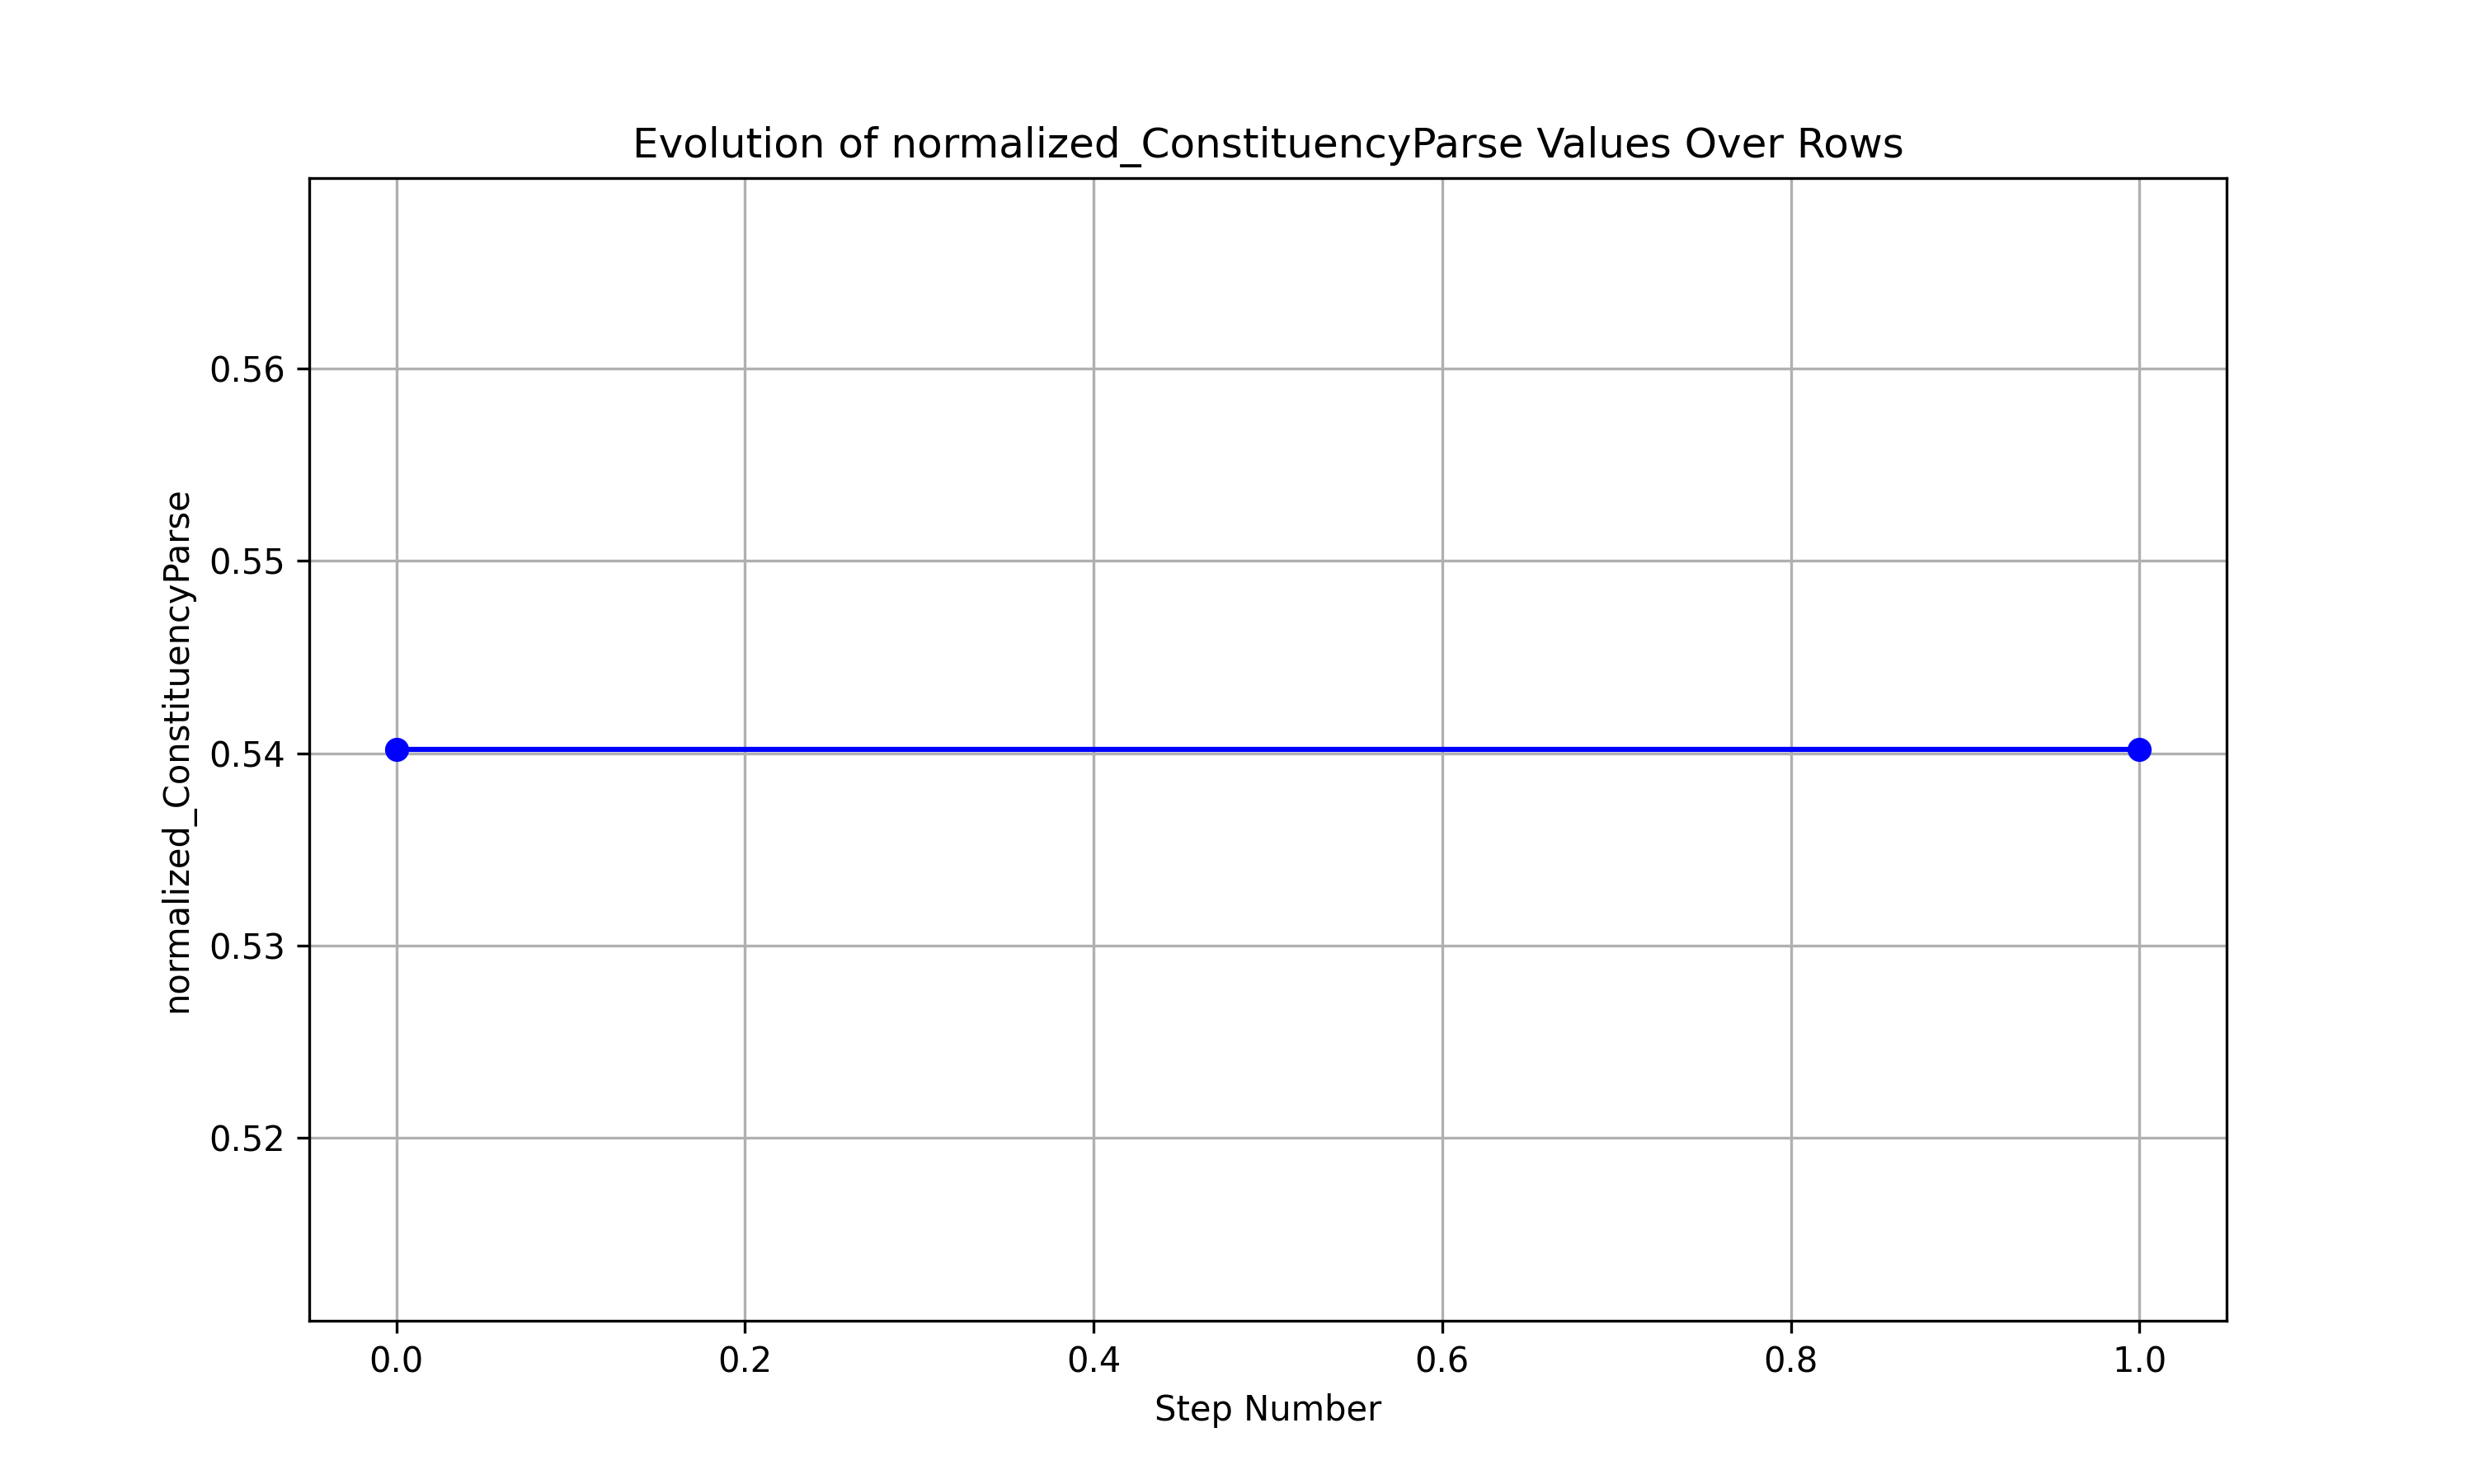 Evolution of normalized_ConstituencyParse Values Over Rows
normalized_ConstituencyParse
0.56
0.55
0.54
0.53
0.52
0.0 0.2 0.4 0.6 0.8 1.0
Step Number